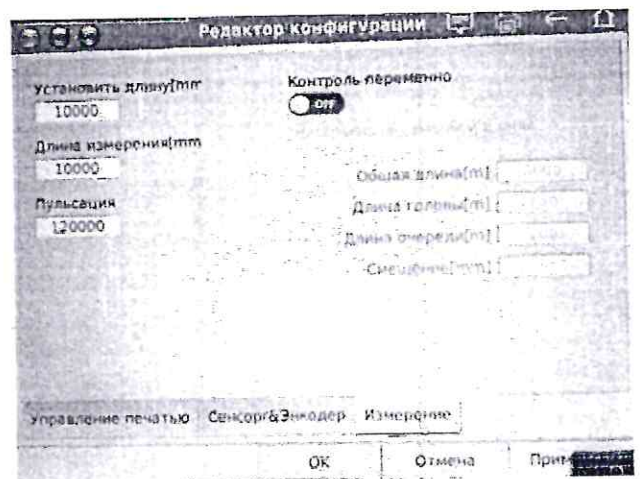 Редактор конфигурации
Установить длину[mm
10000
Длина измерения[mm
10000
Пульсация
120000
Контроль переменно
OFF
Общая длина[m]
Длина головы[m]
Длина очереди[m]
Смещение[mm]
Управление печатью
Сенсорг&Энкодер
Измерение
OK
Отмена